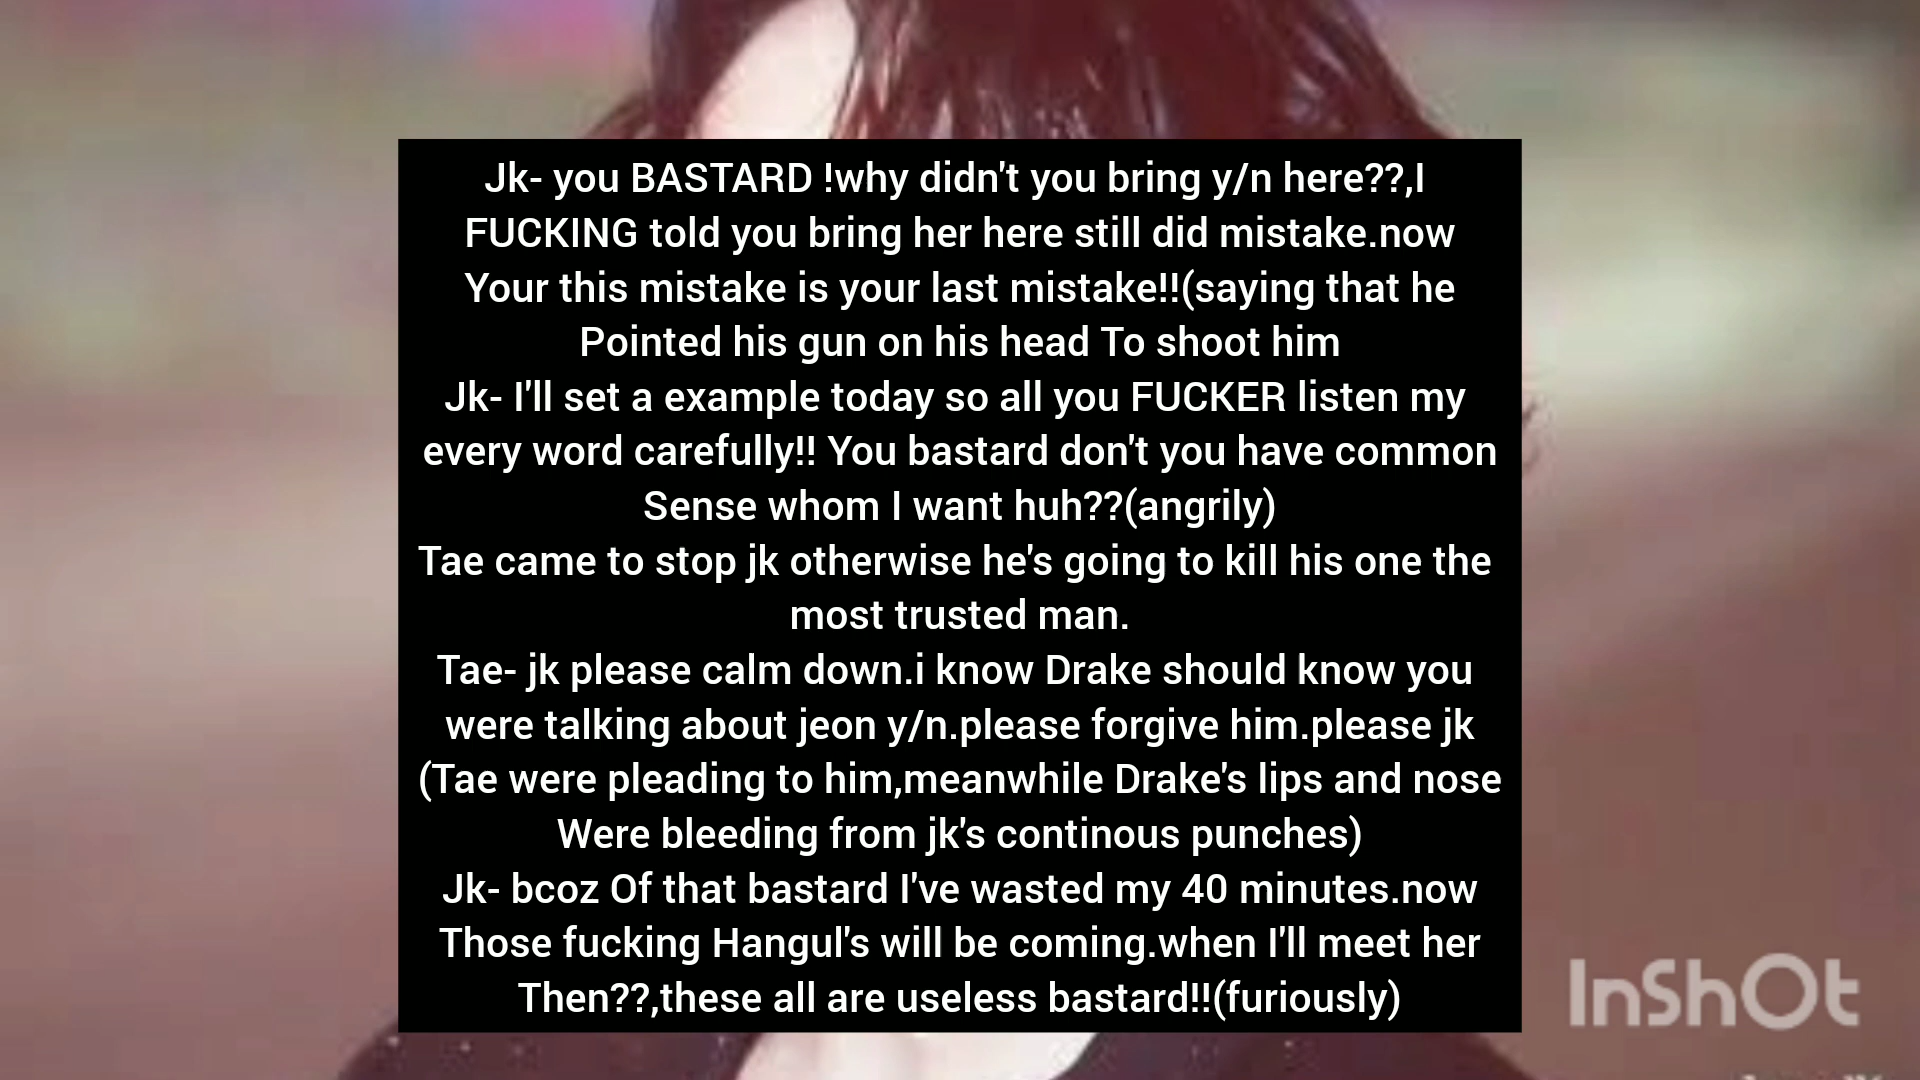 Jk- you BASTARD !why didn't you bring y/n here??,I
FUCKING told you bring her here still did mistake.now
Your this mistake is your last mistake!!(saying that he
Pointed his gun on his head To shoot him
Jk- I'll set a example today so all you FUCKER listen my
every word carefully!! You bastard don't you have common
Sense whom I want huh??(angrily)
Tae came to stop jk otherwise he's going to kill his one the
most trusted man.
Tae- jk please calm down.i know Drake should know you
were talking about jeon y/n.please forgive him.please jk
(Tae were pleading to him,meanwhile Drake's lips and nose
Were bleeding from jk's continous punches)
Jk- bcoz Of that bastard I've wasted my 40 minutes.now
Those fucking Hangul's will be coming.when I'll meet her
Then??,these all are useless bastard!!(furiously)
InShOt